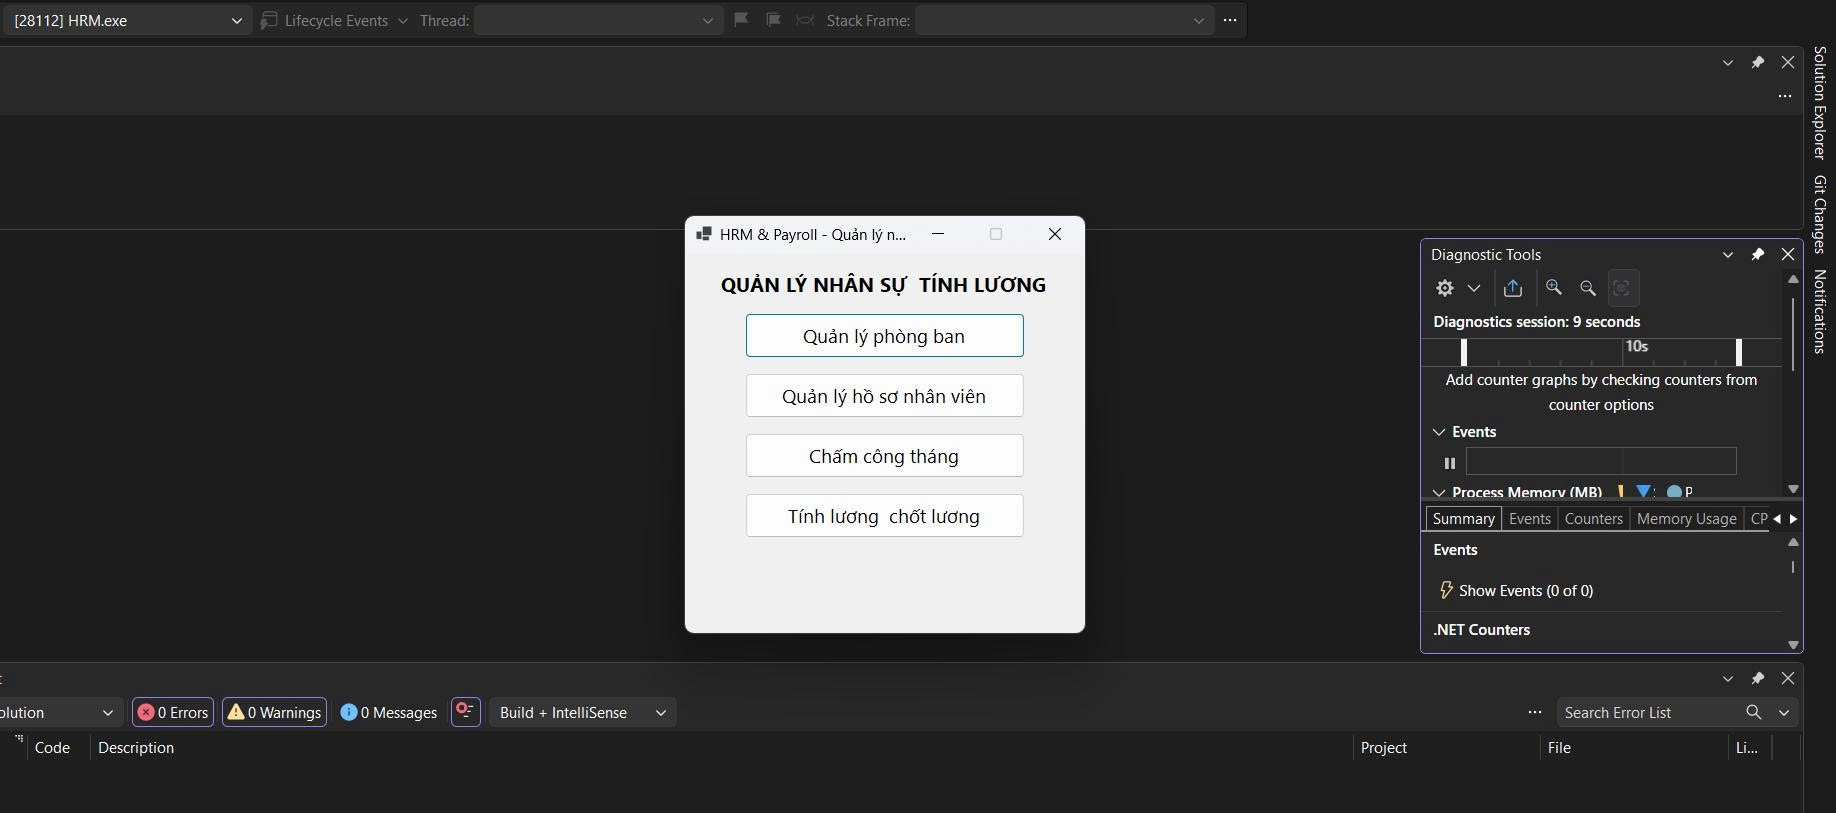 [28112] HRM.exe Lifecycle Events Thread: Stack Frame:
Solution Explorer
Git Changes
Notifications
HRM & Payroll - Quản lý n...
QUẢN LÝ NHÂN SỰ  TÍNH LƯƠNG
Quản lý phòng ban
Quản lý hồ sơ nhân viên
Chấm công tháng
Tính lương  chốt lương
Diagnostic Tools
Diagnostics session: 9 seconds
10s
Add counter graphs by checking counters from
counter options
Events
Process Memory (MB) P
Summary Events Counters Memory Usage CP
Events
Show Events (0 of 0)
.NET Counters
olution 0 Errors 0 Warnings 0 Messages Build + IntelliSense Search Error List
Code Description Project File Li...